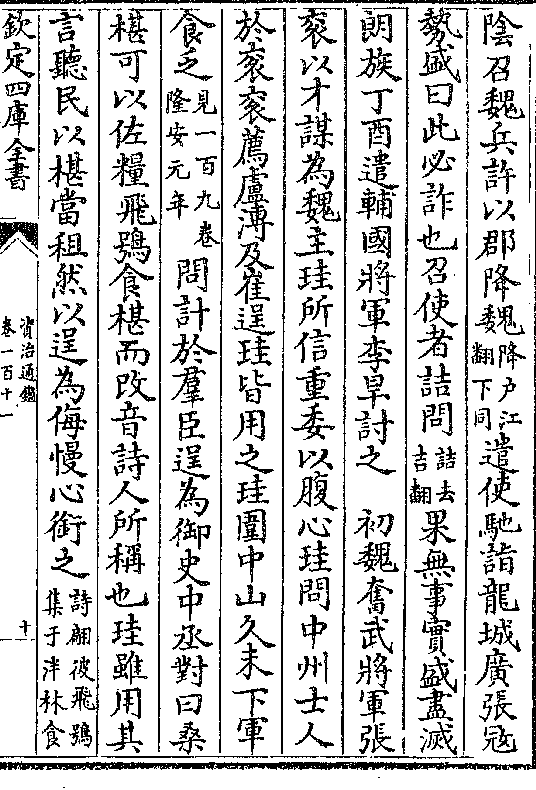 陰召魏兵許以郡降魏降户江翻下同遣使馳詣龍城廣張冦
勢盛曰此必詐也召使者詰問詰去吉翻果無事實盛盡滅
朗族丁酉遣輔國將軍李旱討之　初魏奮武將軍張
衮以才謀為魏主珪所信重委以腹心珪問中州士人
於衮衮薦盧溥及崔逞珪皆用之珪圍中山久未下軍
食乏見一百九卷隆安元年問計於羣臣逞為御史中丞對曰桑
椹可以佐糧飛鴞食椹而改音詩人所稱也珪雖用其
言聽民以椹當租然以逞為侮慢心銜之詩翩彼飛鴞集于泮林食
欽定四庫全書
資治通鑑
卷一百十一
十